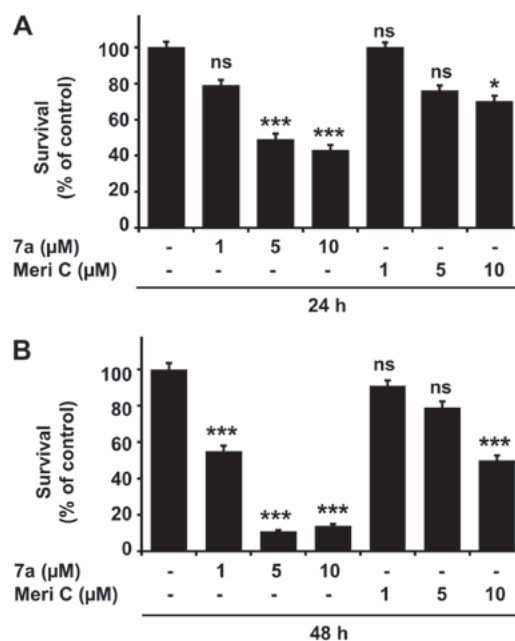 A
Survival
(% of control)
100
80
60
40
20
0
ns
***
***
ns
ns
*
7a (µM) - 1 5 10 - - -
Meri C (µM) - - - - 1 5 10
24 h
B
Survival
(% of control)
100
80
60
40
20
0
***
***
***
ns
ns
***
7a (µM) - 1 5 10 - - -
Meri C (µM) - - - - 1 5 10
48 h